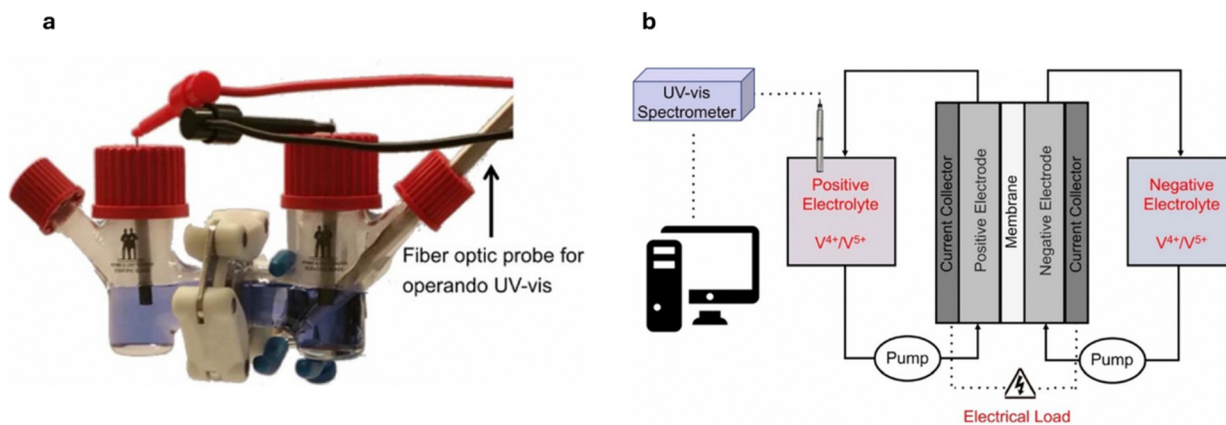 a
b
Fiber optic probe for
operando UV-vis
UV-vis
Spectrometer
Positive
Electrolyte
V⁴⁺/V⁵⁺
Current Collector
Positive Electrode
Membrane
Negative Electrode
Current Collector
Negative
Electrolyte
V⁴⁺/V⁵⁺
Pump
Pump
Electrical Load